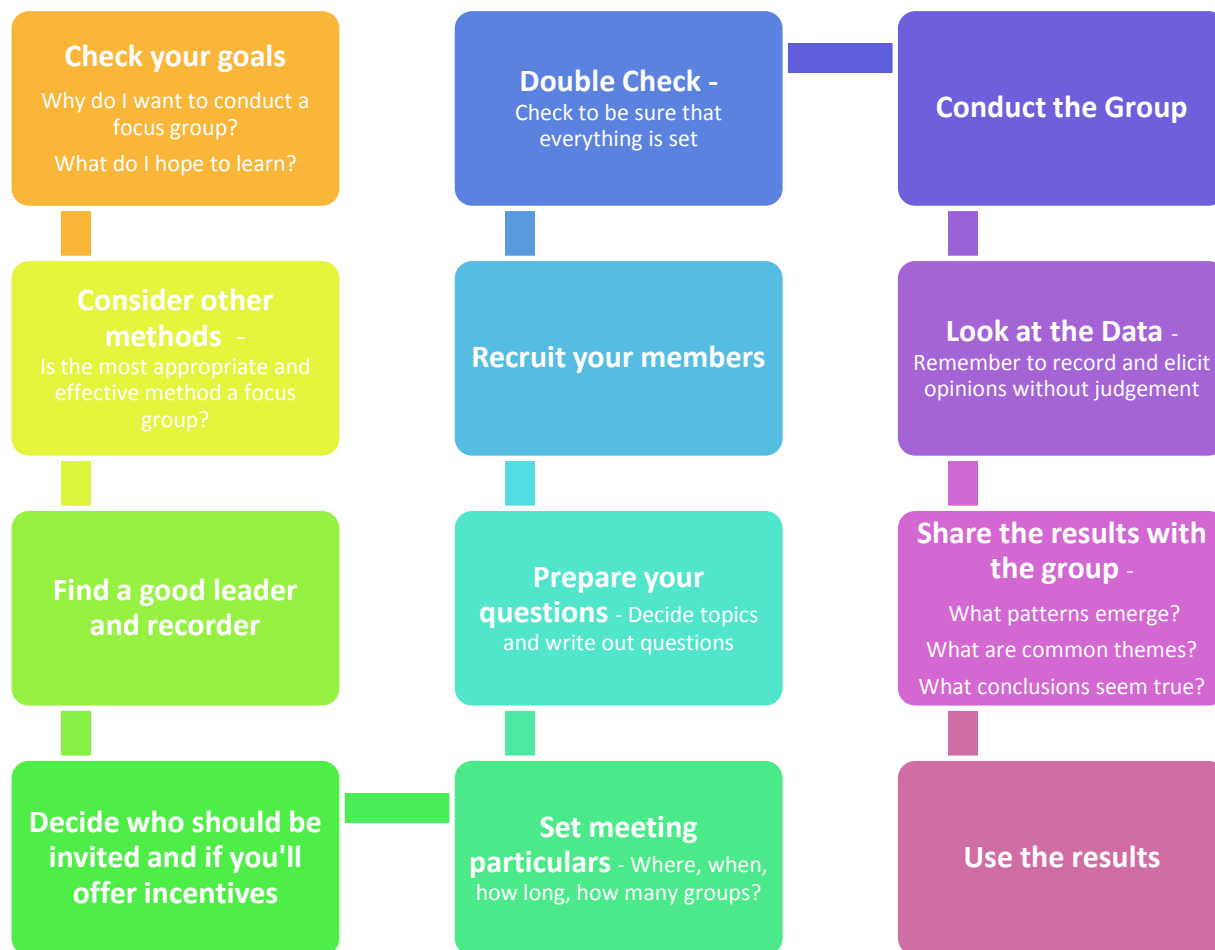 Check your goals
Why do I want to conduct a
focus group?
What do I hope to learn?
Consider other
methods -
Is the most appropriate and
effective method a focus
group?
Find a good leader
and recorder
Decide who should be
invited and if you'll
offer incentives
Set meeting
particulars - Where, when,
how long, how many groups?
Prepare your
questions - Decide topics
and write out questions
Recruit your members
Double Check -
Check to be sure that
everything is set
Conduct the Group
Look at the Data -
Remember to record and elicit
opinions without judgement
Share the results with
the group -
What patterns emerge?
What are common themes?
What conclusions seem true?
Use the results